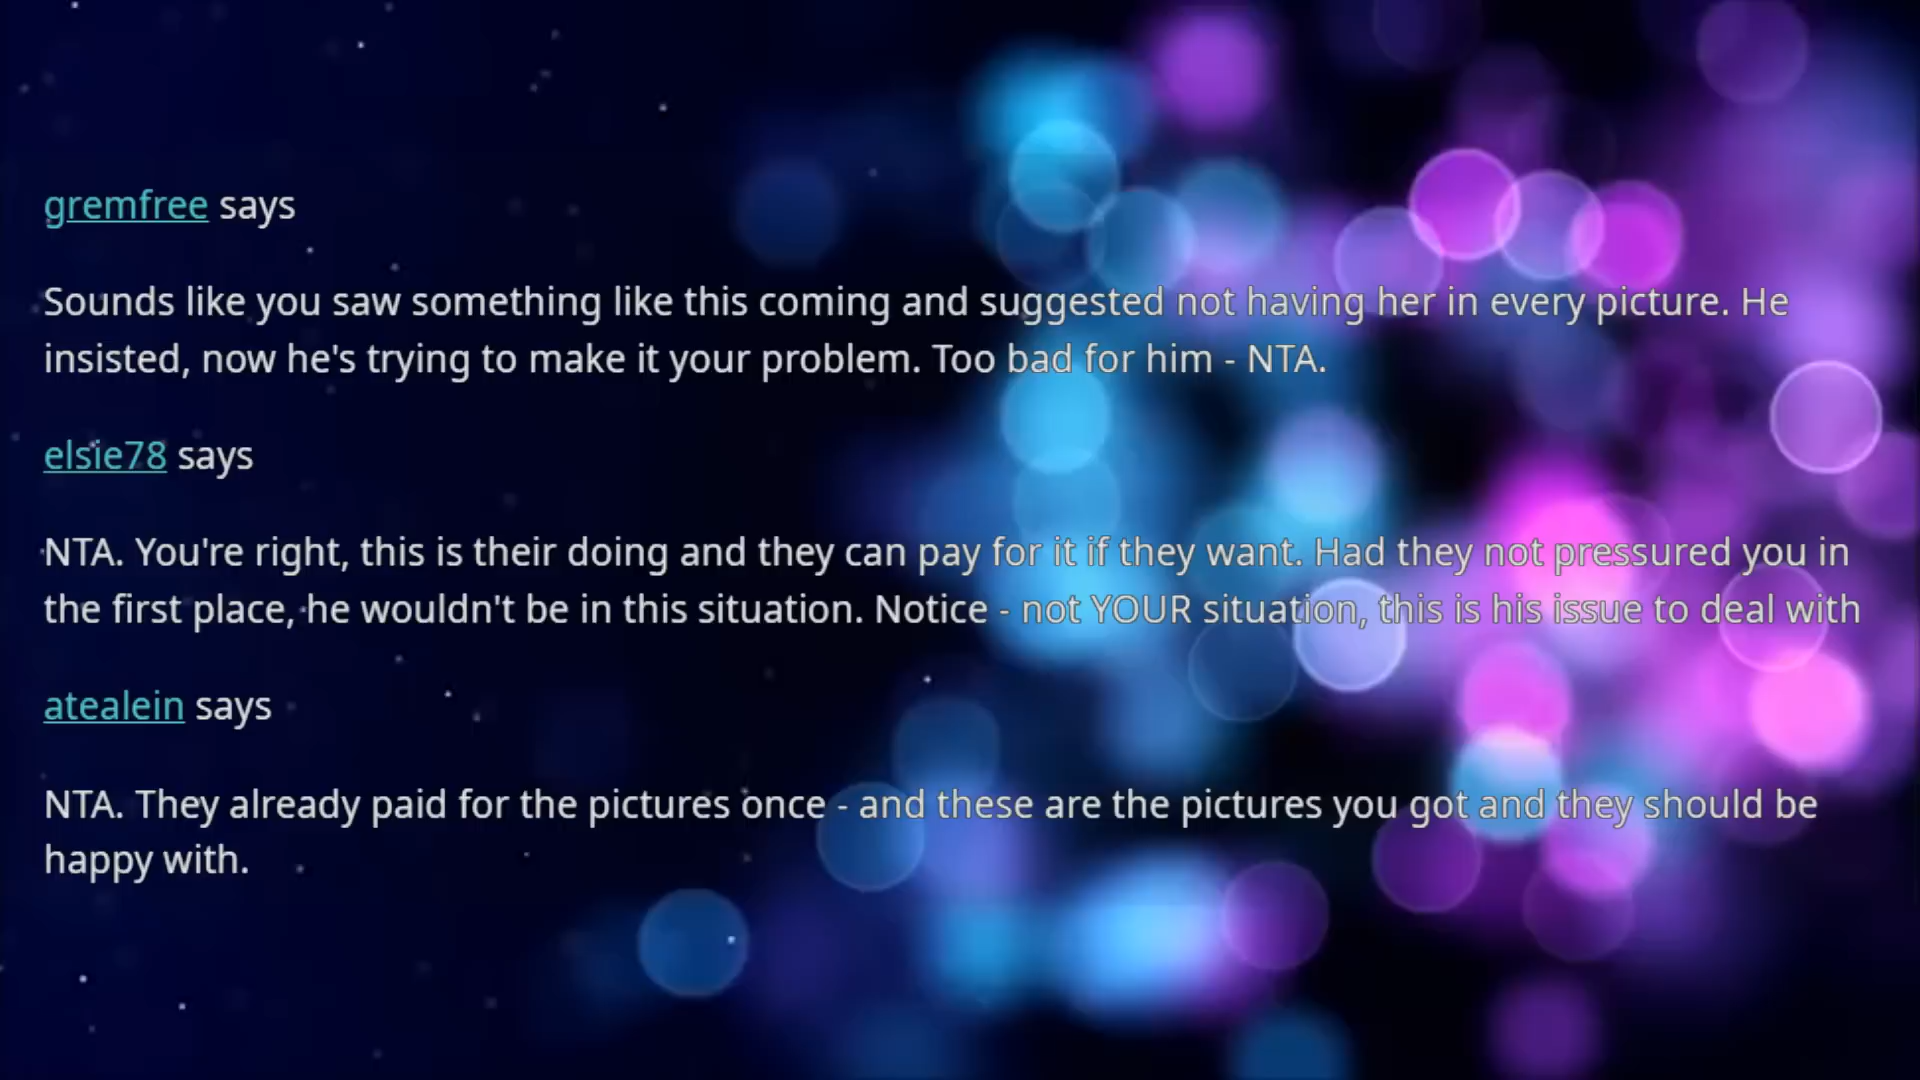 gremfree says
Sounds like you saw something like this coming and suggested not having her in every picture. He
insisted, now he's trying to make it your problem. Too bad for him - NTA.
elsie78 says
NTA. You're right, this is their doing and they can pay for it if they want. Had they not pressured you in
the first place, he wouldn't be in this situation. Notice - not YOUR situation, this is his issue to deal with
atealein says
NTA. They already paid for the pictures once - and these are the pictures you got and they should be
happy with.